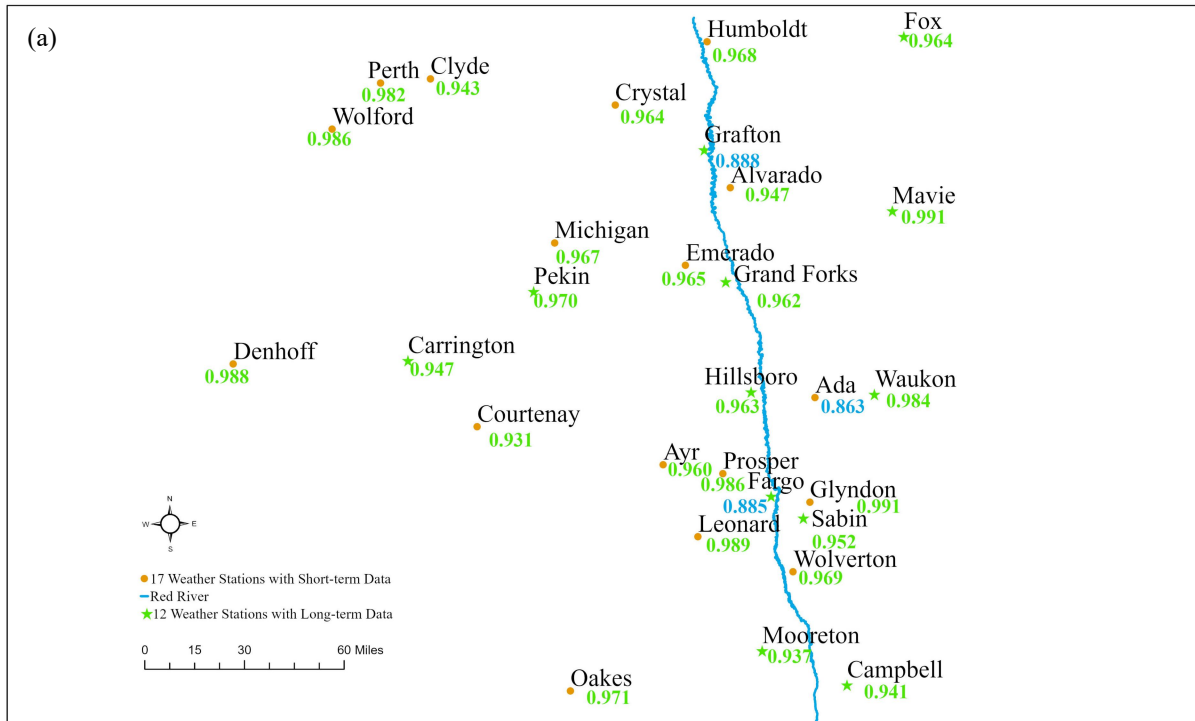 (a)
Fox
0.964
Humboldt
0.968
Perth
0.982
Clyde
0.943
Wolford
0.986
Crystal
0.964
Grafton
0.888
Alvarado
0.947
Mavie
0.991
Michigan
0.967
Emerado
0.965
Pekin
0.970
Grand Forks
0.962
Denhoff
0.988
Carrington
0.947
Hillsboro
0.963
Ada
0.863
Waukon
0.984
Courtenay
0.931
Ayr
0.960
Prosper
0.986
Fargo
0.885
Glyndon
0.991
Sabin
0.952
Leonard
0.989
Wolverton
0.969
Mooreton
0.937
Campbell
0.941
Oakes
0.971
N
W E
S
17 Weather Stations with Short-term Data
Red River
12 Weather Stations with Long-term Data
0 15 30 60 Miles